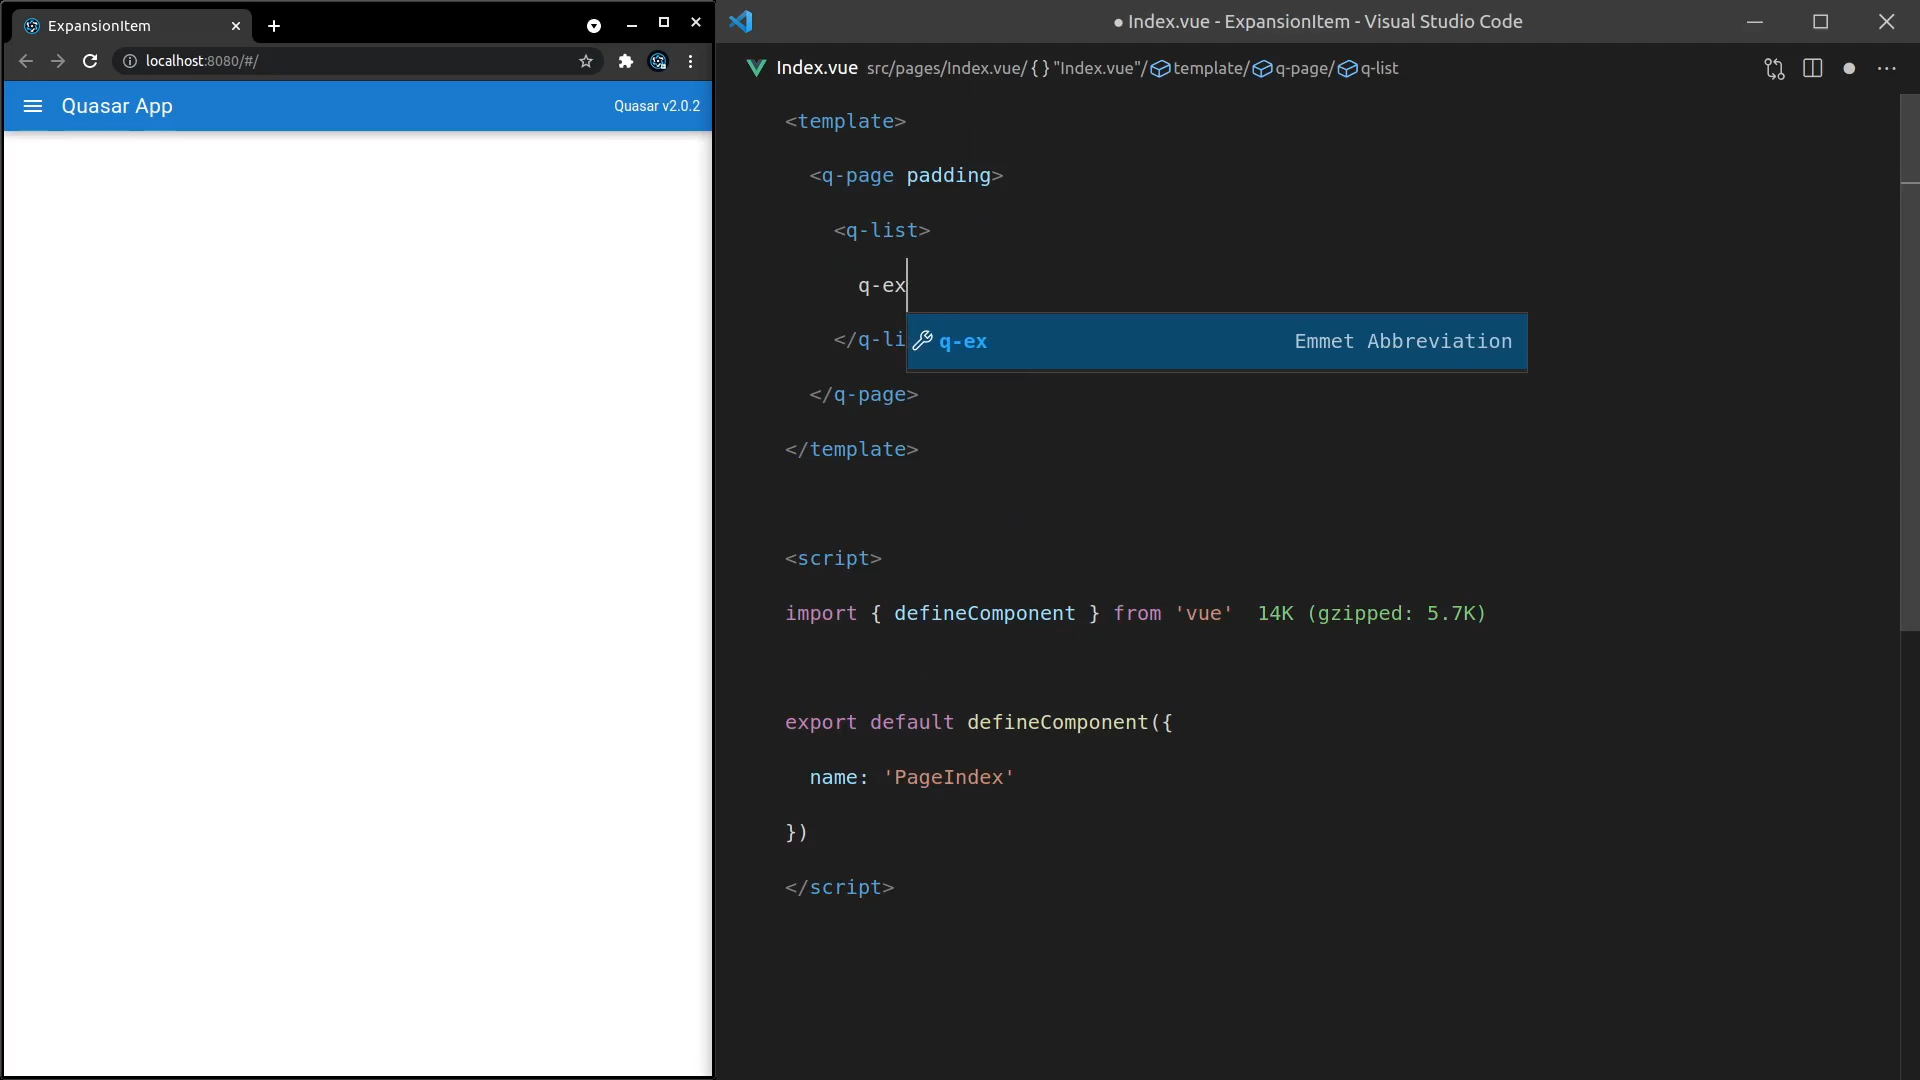 ExpansionItem
localhost:8080/#/
Quasar App
Quasar v2.0.2
● Index.vue - ExpansionItem - Visual Studio Code
Index.vue src/pages/Index.vue/ {} "Index.vue"/ template/ q-page/ q-list
<template>
<q-page padding>
<q-list>
q-ex
</q-li
q-ex Emmet Abbreviation
</q-page>
</template>
<script>
import { defineComponent } from 'vue' 14K (gzipped: 5.7K)
export default defineComponent({
name: 'PageIndex'
})
</script>